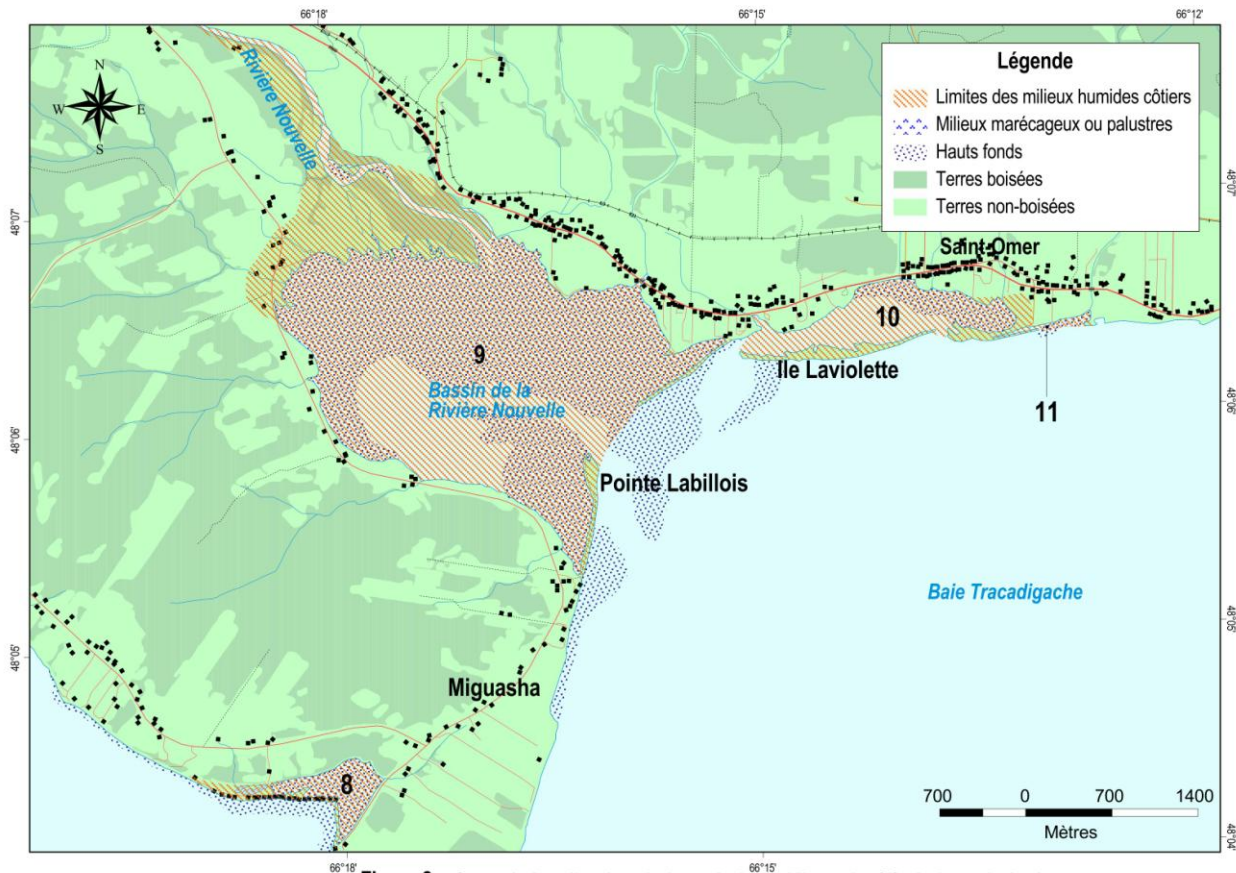 66°18'
66°15'
66°12'
Légende
Limites des milieux humides côtiers
Milieux marécageux ou palustres
Hauts fonds
Terres boisées
Terres non-boisées
N
W
E
S
Rivière Nouvelle
48°07'
48°07'
Saint-Omer
10
9
Ile Laviolette
Bassin de la
Rivière Nouvelle
11
48°06'
48°06'
Pointe Labillois
Baie Tracadigache
48°05'
48°05'
Miguasha
8
700 0 700 1400
Mètres
48°04'
66°18'
66°15'